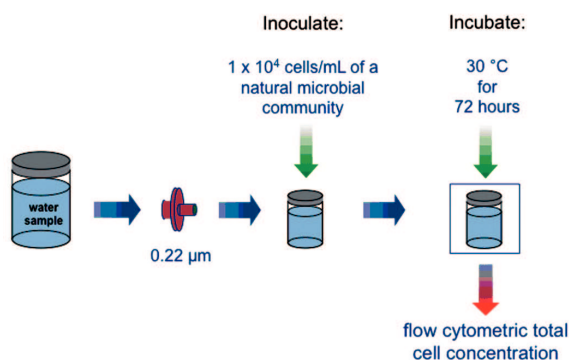 Inoculate:
1 x 10⁴ cells/mL of a
natural microbial
community
Incubate:
30 °C
for
72 hours
water
sample
0.22 µm
flow cytometric total
cell concentration